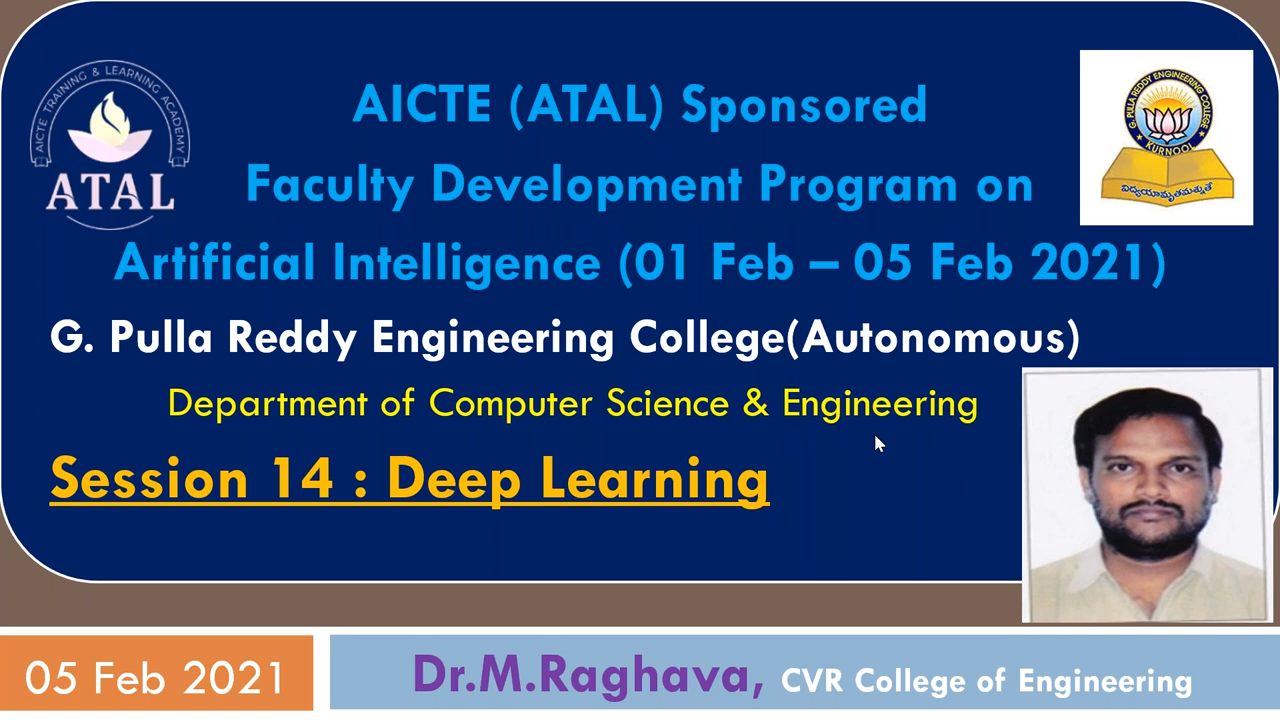 AICTE TRAINING & LEARNING ACADEMY
ATAL
AICTE (ATAL) Sponsored
Faculty Development Program on
Artificial Intelligence (01 Feb – 05 Feb 2021)
G. PULLA REDDY ENGINEERING COLLEGE
KURNOOL
విద్యయామృతమశ్నుతే
G. Pulla Reddy Engineering College(Autonomous)
Department of Computer Science & Engineering
Session 14 : Deep Learning
05 Feb 2021
Dr.M.Raghava, CVR College of Engineering